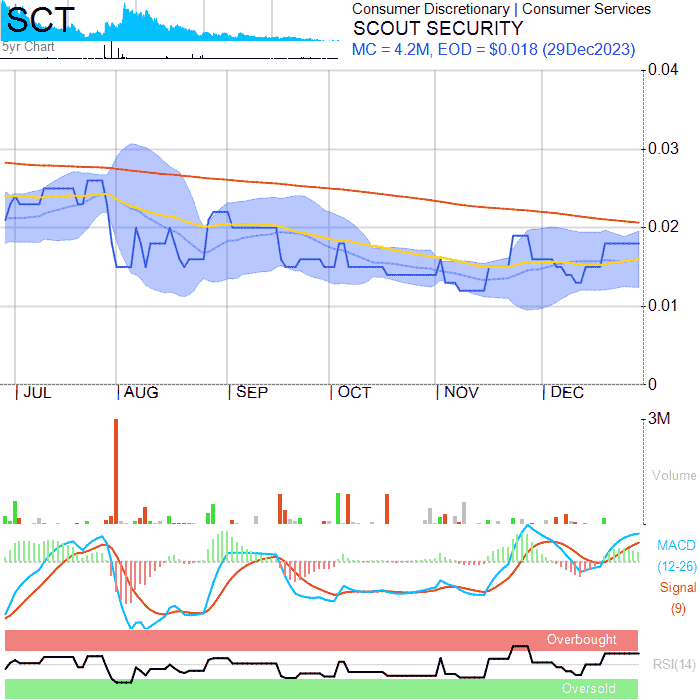 SCT
5yr Chart
Consumer Discretionary | Consumer Services
SCOUT SECURITY
MC = 4.2M, EOD = $0.018 (29Dec2023)
0.04
0.03
0.02
0.01
0
JUL
AUG
SEP
OCT
NOV
DEC
3M
Volume
MACD
(12-26)
Signal
(9)
Overbought
RSI(14)
Oversold